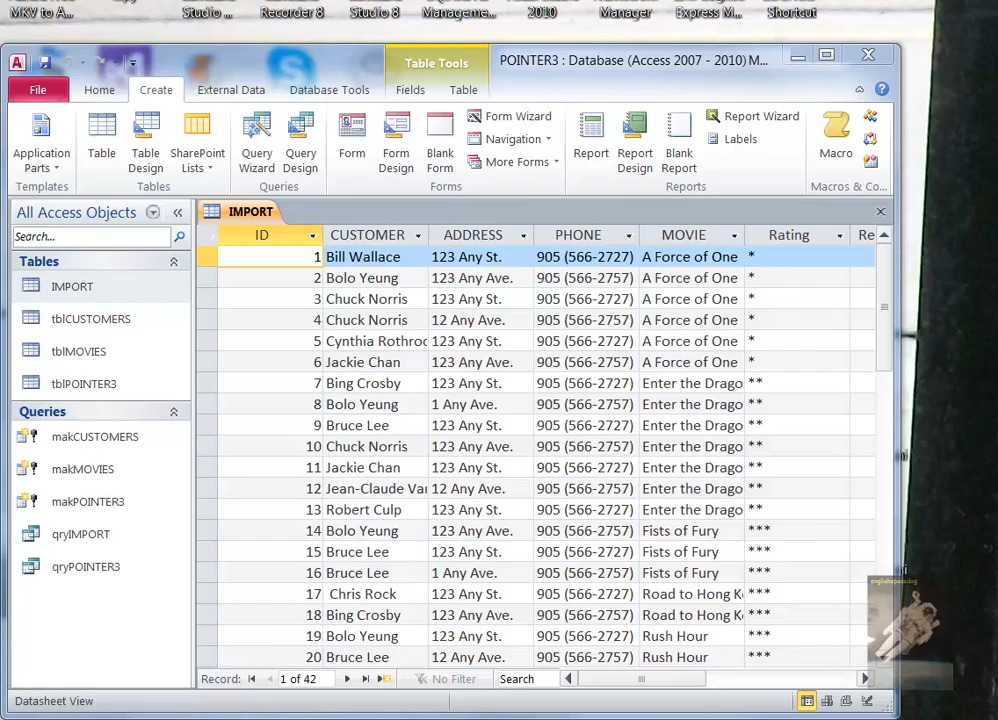 MKV to A...
Studio ...
Recorder 8
Studio 8
Manageme...
2010
Manager
Express M...
Shortcut
Table Tools
POINTER3 : Database (Access 2007 - 2010) M...
File
Home
Create
External Data
Database Tools
Fields
Table
Application Parts
Table
Table Design
SharePoint Lists
Query Wizard
Query Design
Form
Form Design
Blank Form
Form Wizard
Navigation
More Forms
Report
Report Design
Blank Report
Report Wizard
Labels
Macro
Templates
Tables
Queries
Forms
Reports
Macros & Co...
All Access Objects
Search...
Tables
IMPORT
tblCUSTOMERS
tblMOVIES
tblPOINTER3
Queries
makCUSTOMERS
makMOVIES
makPOINTER3
qryIMPORT
qryPOINTER3
IMPORT
ID CUSTOMER ADDRESS PHONE MOVIE Rating Re
1 Bill Wallace 123 Any St. 905 (566-2727) A Force of One *
2 Bolo Yeung 123 Any Ave. 905 (566-2727) A Force of One *
3 Chuck Norris 123 Any St. 905 (566-2727) A Force of One *
4 Chuck Norris 12 Any Ave. 905 (566-2727) A Force of One *
5 Cynthia Rothroc 123 Any St. 905 (566-2727) A Force of One *
6 Jackie Chan 123 Any St. 905 (566-2727) A Force of One *
7 Bing Crosby 123 Any St. 905 (566-2727) Enter the Drago **
8 Bolo Yeung 1 Any Ave. 905 (566-2727) Enter the Drago **
9 Bruce Lee 123 Any St. 905 (566-2727) Enter the Drago **
10 Chuck Norris 123 Any St. 905 (566-2727) Enter the Drago **
11 Jackie Chan 123 Any St. 905 (566-2727) Enter the Drago **
12 Jean-Claude Van 12 Any Ave. 905 (566-2727) Enter the Drago **
13 Robert Culp 123 Any St. 905 (566-2727) Enter the Drago **
14 Bolo Yeung 123 Any Ave. 905 (566-2727) Fists of Fury ***
15 Bruce Lee 123 Any St. 905 (566-2727) Fists of Fury ***
16 Bruce Lee 1 Any Ave. 905 (566-2727) Fists of Fury ***
17 Chris Rock 123 Any St. 905 (566-2727) Road to Hong K ***
18 Bing Crosby 123 Any St. 905 (566-2727) Road to Hong K ***
19 Bolo Yeung 123 Any St. 905 (566-2727) Rush Hour ***
20 Bruce Lee 12 Any Ave. 905 (566-2727) Rush Hour ***
Record: 1 of 42 No Filter Search
Datasheet View